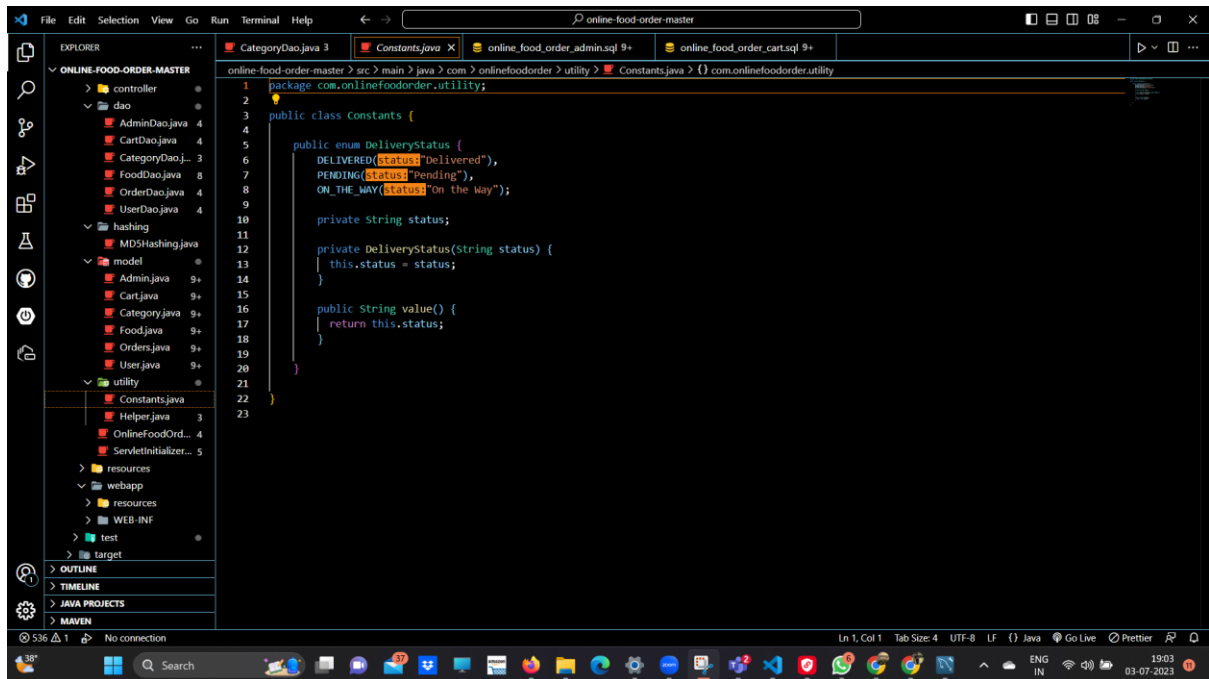 File Edit Selection View Go Run Terminal Help
online-food-order-master
EXPLORER
CategoryDao.java 3
Constants.java
online_food_order_admin.sql 9+
online_food_order_cart.sql 9+
ONLINE-FOOD-ORDER-MASTER
online-food-order-master > src > main > java > com > onlinefoodorder > utility > Constants.java > {} com.onlinefoodorder.utility
controller
dao
AdminDao.java 4
CartDao.java 4
CategoryDao.j... 3
FoodDao.java 8
OrderDao.java 4
UserDao.java 4
hashing
MD5Hashing.java
model
Admin.java 9+
Cart.java 9+
Category.java 9+
Food.java 9+
Orders.java 9+
User.java 9+
utility
Constants.java
Helper.java 3
OnlineFoodOrd... 4
ServletInitializer... 5
resources
webapp
resources
WEB-INF
test
target
OUTLINE
TIMELINE
JAVA PROJECTS
MAVEN
1 package com.onlinefoodorder.utility;
2
3 public class Constants {
4
5 public enum DeliveryStatus {
6 DELIVERED(status:"Delivered"),
7 PENDING(status:"Pending"),
8 ON_THE_WAY(status:"On the Way");
9
10 private String status;
11
12 private DeliveryStatus(String status) {
13 this.status = status;
14 }
15
16 public String value() {
17 return this.status;
18 }
19
20 }
21
22 }
23
1
536 1 No connection
Ln 1, Col 1 Tab Size: 4 UTF-8 LF {} Java Go Live Prettier
38°
Search
37
2
6
ENG
IN
19:03
03-07-2023
11